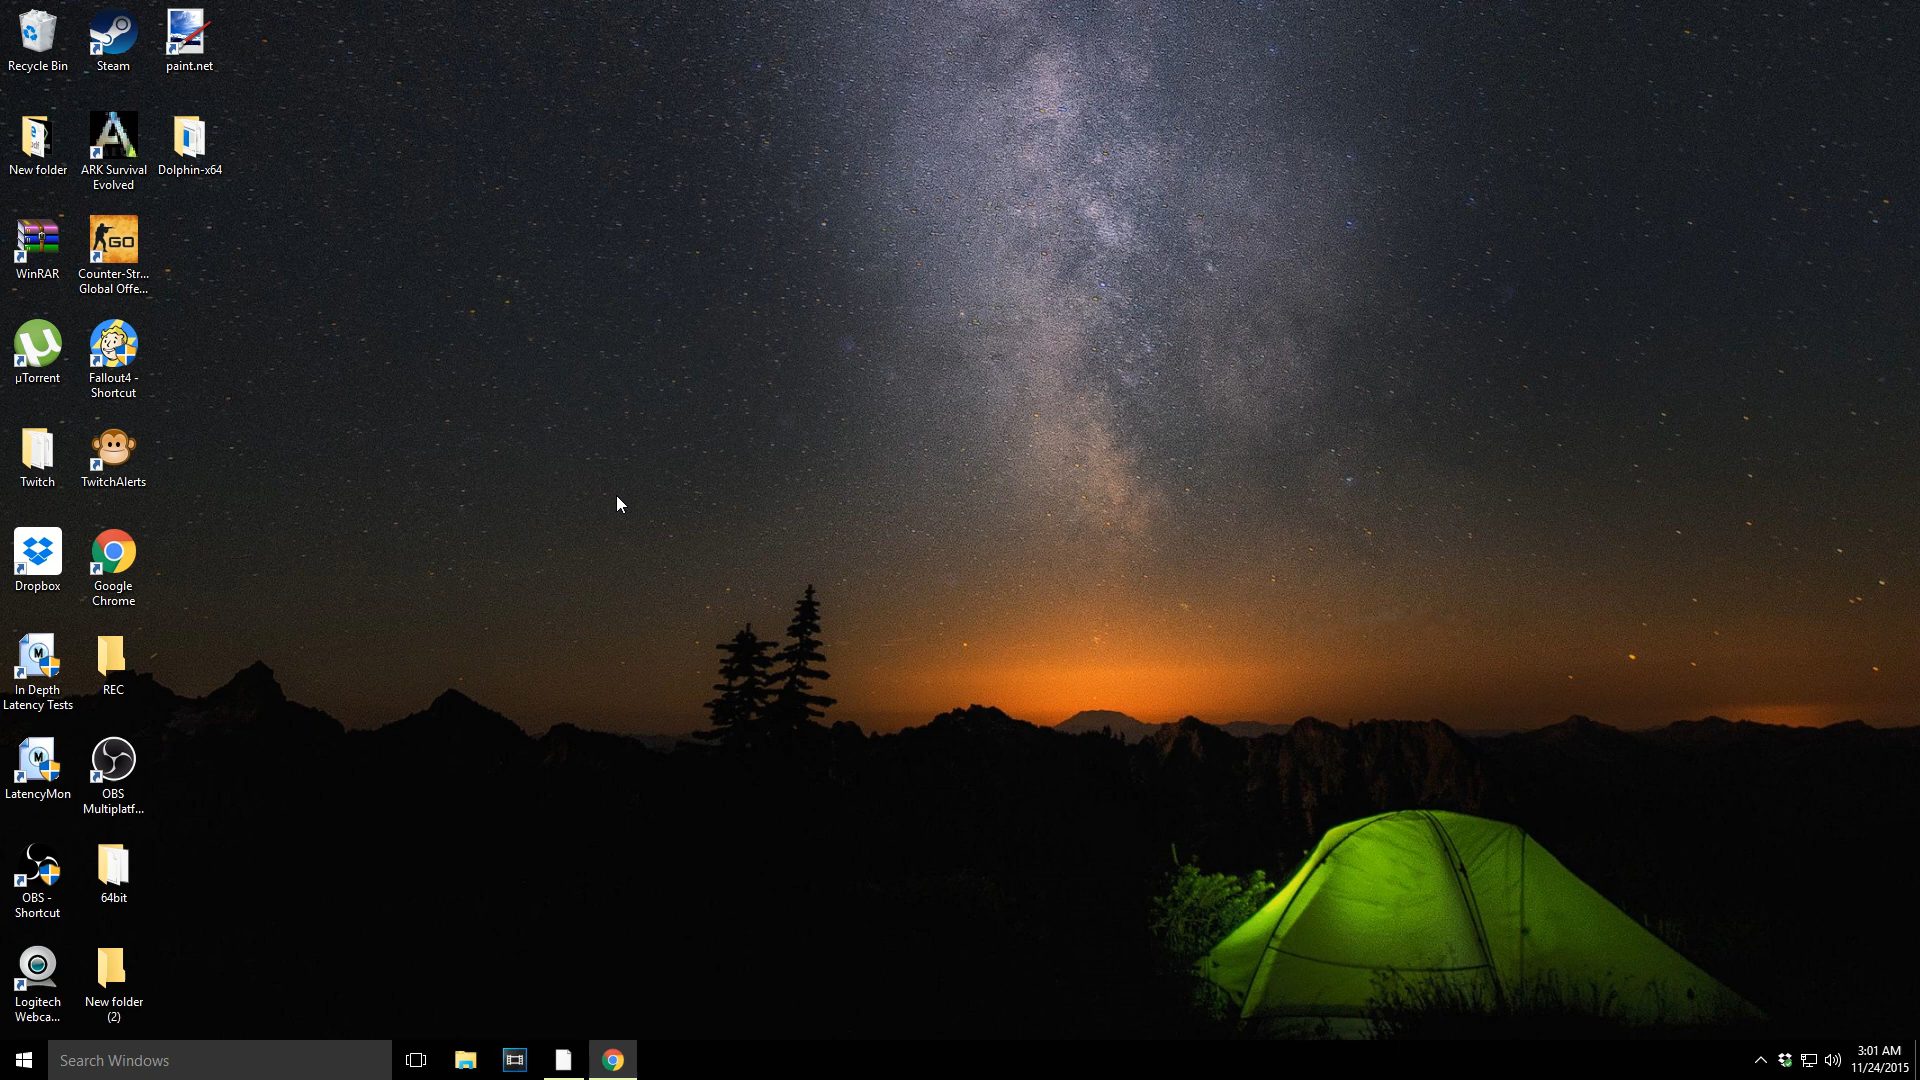 Recycle Bin
Steam
paint.net
New folder
ARK Survival
Evolved
Dolphin-x64
WinRAR
GO
Counter-Str...
Global Offe...
µTorrent
Fallout4 -
Shortcut
Twitch
TwitchAlerts
Dropbox
Google
Chrome
In Depth
Latency Tests
REC
LatencyMon
OBS
Multiplatf...
OBS -
Shortcut
64bit
Logitech
Webca...
New folder
(2)
Search Windows
3:01 AM
11/24/2015